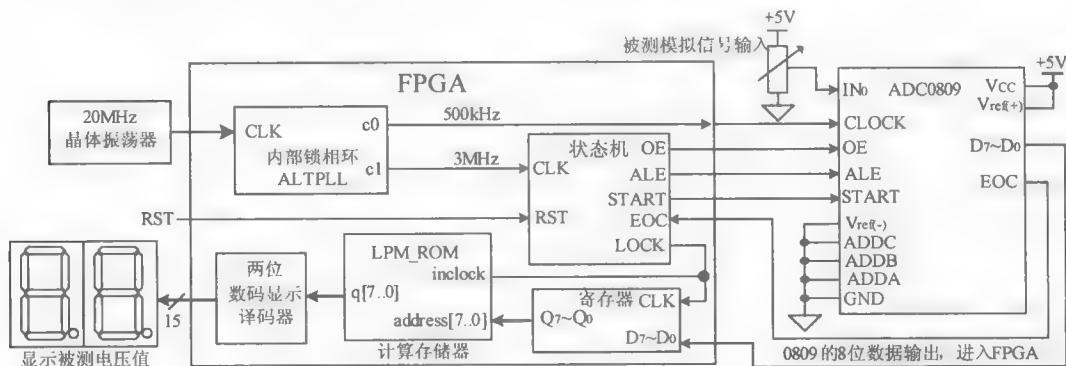 +5V
被测模拟信号输入
+5V
FPGA
20MHz
晶体振荡器
CLK
c0
500kHz
内部锁相环
ALTPLL
c1
3MHz
状态机
CLK
OE
ALE
START
RST
RST
EOC
LOCK
IN0
ADC0809
VCC
Vref(+)
CLOCK
OE
D7~D0
ALE
EOC
START
Vref(-)
ADDC
ADDB
ADDA
GND
两位
数码显示
译码器
LPM_ROM
inclock
q[7..0]
address[7..0}
计算存储器
寄存器
CLK
Q7~Q0
D7~D0
15
显示被测电压值
0809的8位数据输出，进入FPGA